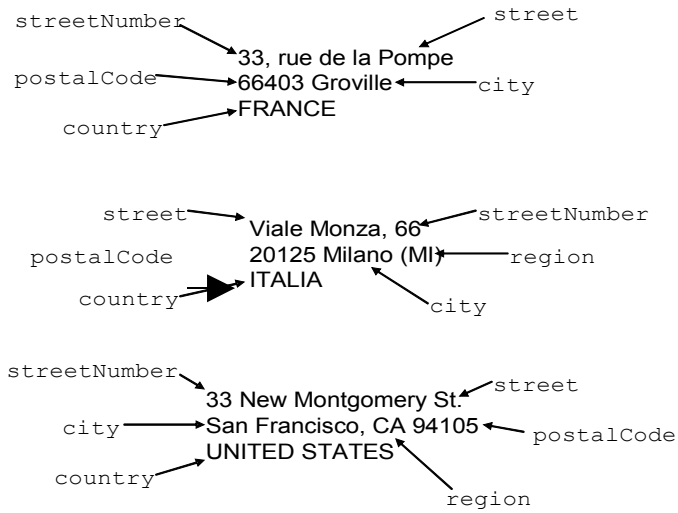 streetNumber street
33, rue de la Pompe
postalCode 66403 Groville city
FRANCE
country
street streetNumber
Viale Monza, 66
20125 Milano (MI)
postalCode region
ITALIA
country
city
streetNumber
street
33 New Montgomery St.
city San Francisco, CA 94105 postalCode
UNITED STATES
country
region